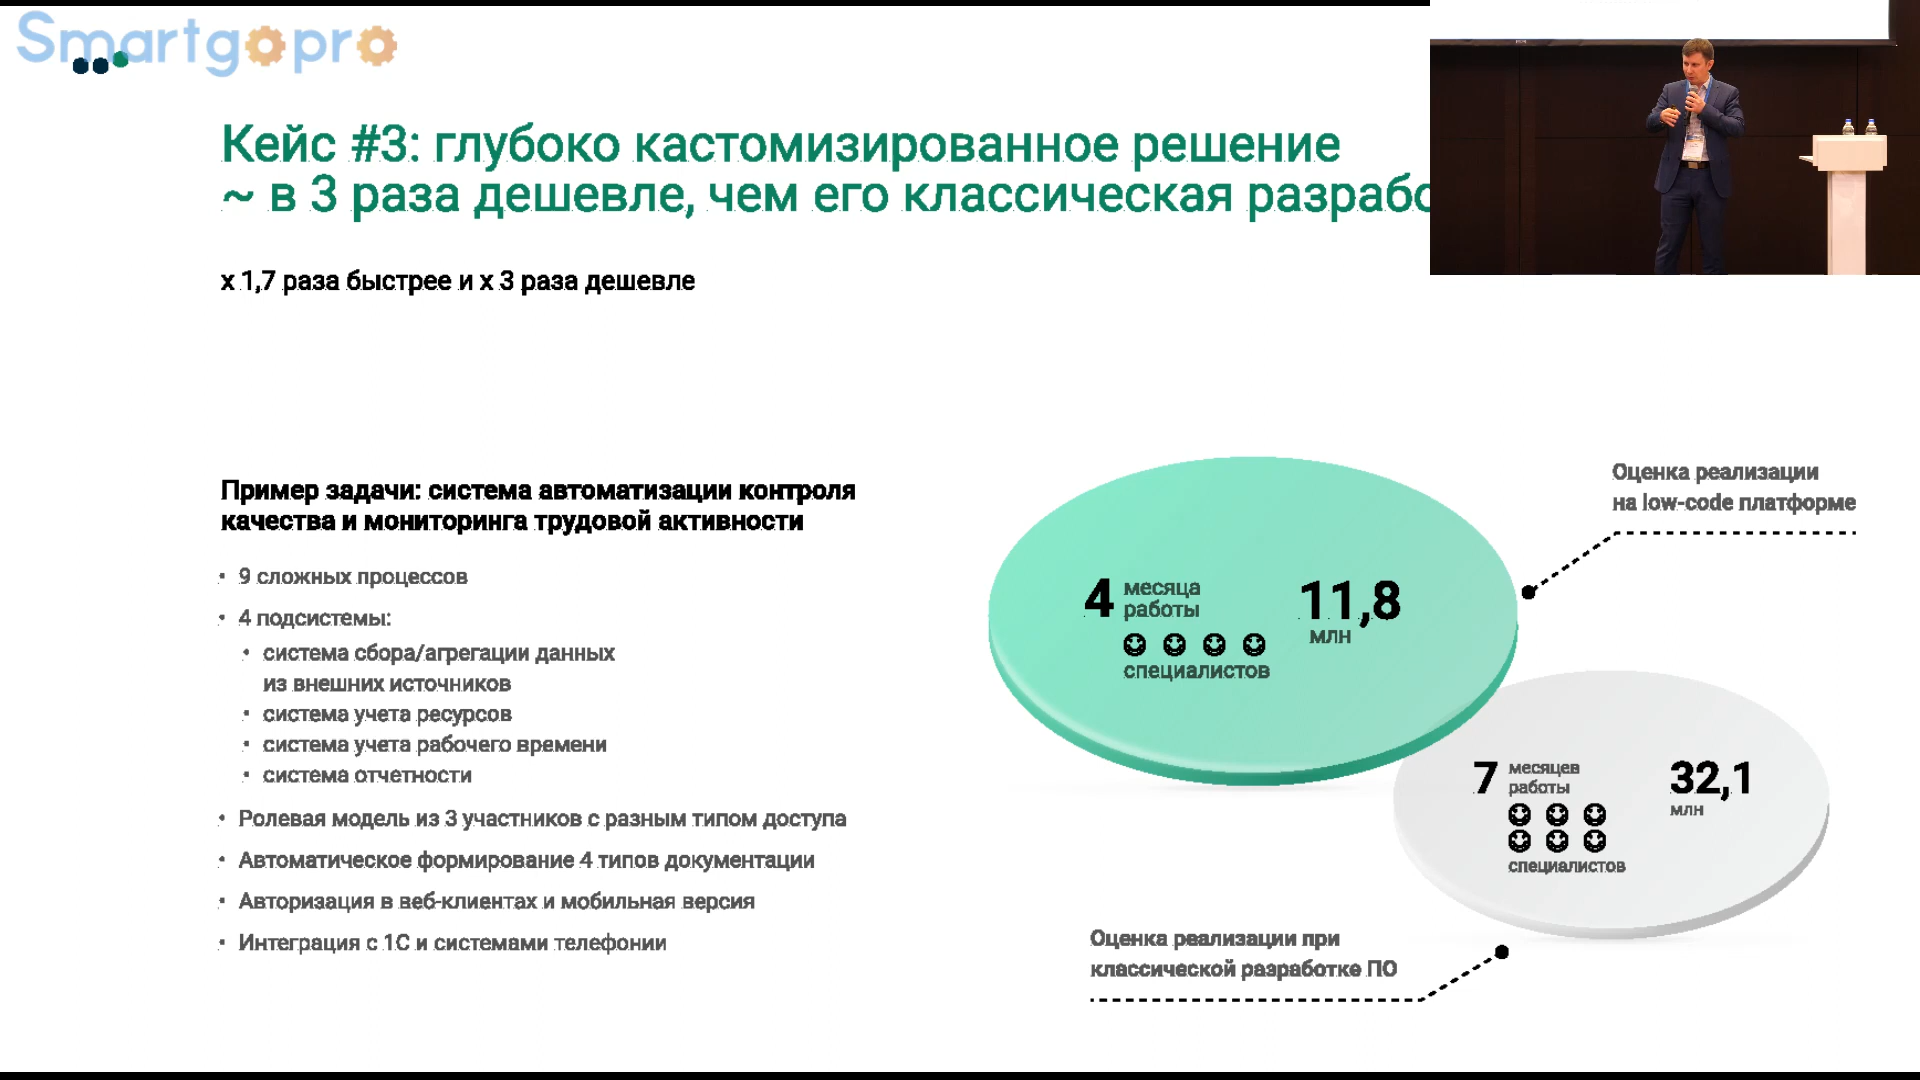 Smartgopro
Кейс #3: глубоко кастомизированное решение
~ в 3 раза дешевле, чем его классическая разрабо
х 1,7 раза быстрее и х 3 раза дешевле
Пример задачи: система автоматизации контроля
качества и мониторинга трудовой активности
• 9 сложных процессов
• 4 подсистемы:
• система сбора/агрегации данных
из внешних источников
• система учета ресурсов
• система учета рабочего времени
• система отчетности
• Ролевая модель из 3 участников с разным типом доступа
• Автоматическое формирование 4 типов документации
• Авторизация в веб-клиентах и мобильная версия
• Интеграция с 1С и системами телефонии
Оценка реализации
на low-code платформе
4 месяца
работы
специалистов
11,8
млн
7 месяцев
работы
специалистов
32,1
млн
Оценка реализации при
классической разработке ПО